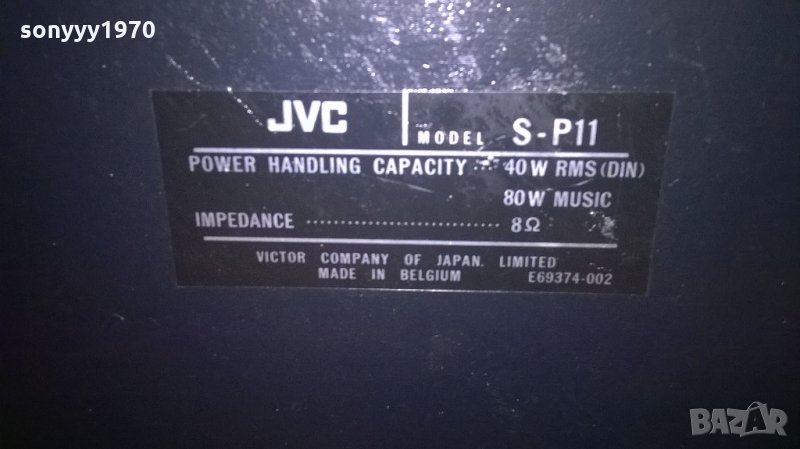 sonyyy1970
JVC MODEL S-P11
POWER HANDLING CAPACITY ··· 40W RMS (DIN)
80W MUSIC
IMPEDANCE ···························· 8Ω
VICTOR COMPANY OF JAPAN. LIMITED
MADE IN BELGIUM E69374-002
BAZAR